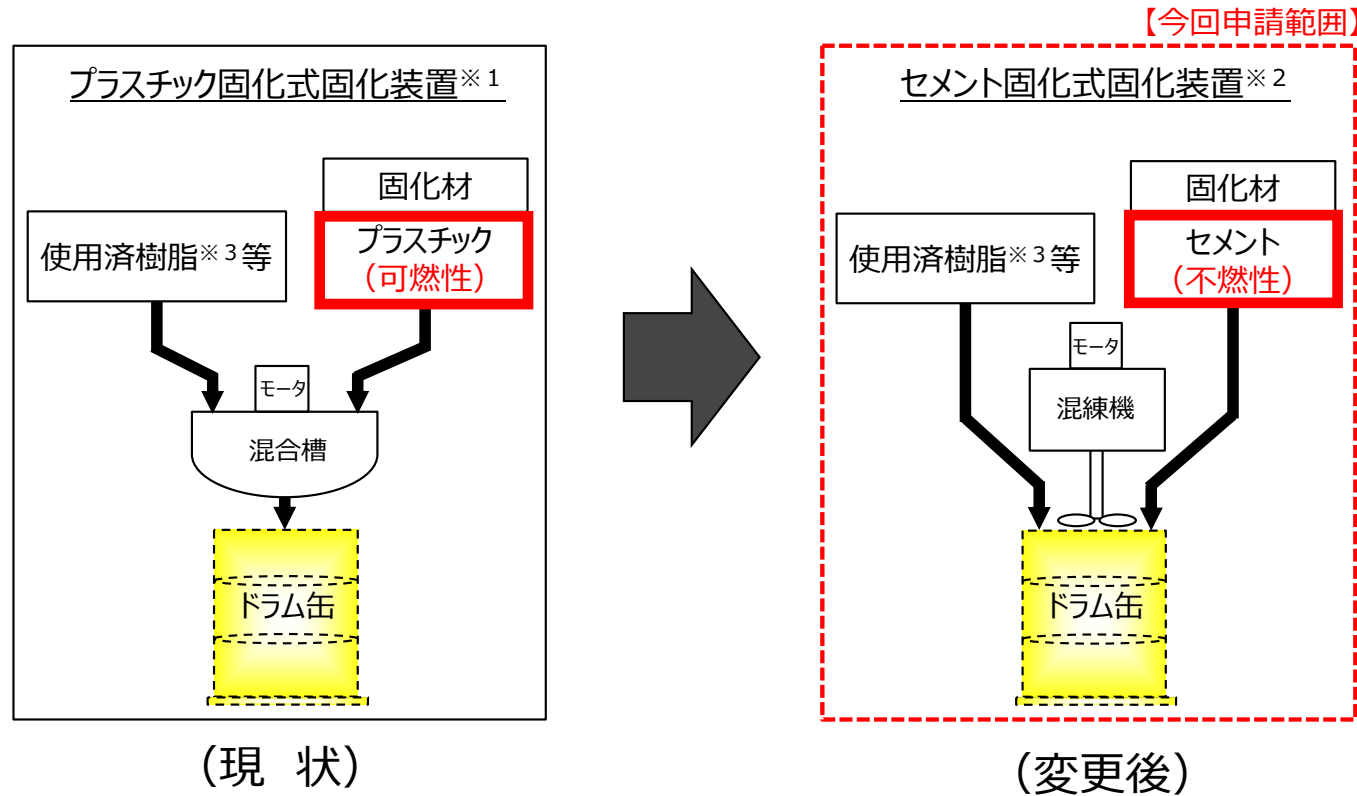 【今回申請範囲】
プラスチック固化式固化装置※1
固化材
プラスチック
（可燃性）
使用済樹脂※3等
モータ
混合槽
ドラム缶
（現　状）
セメント固化式固化装置※2
固化材
セメント
（不燃性）
使用済樹脂※3等
モータ
混練機
ドラム缶
（変更後）